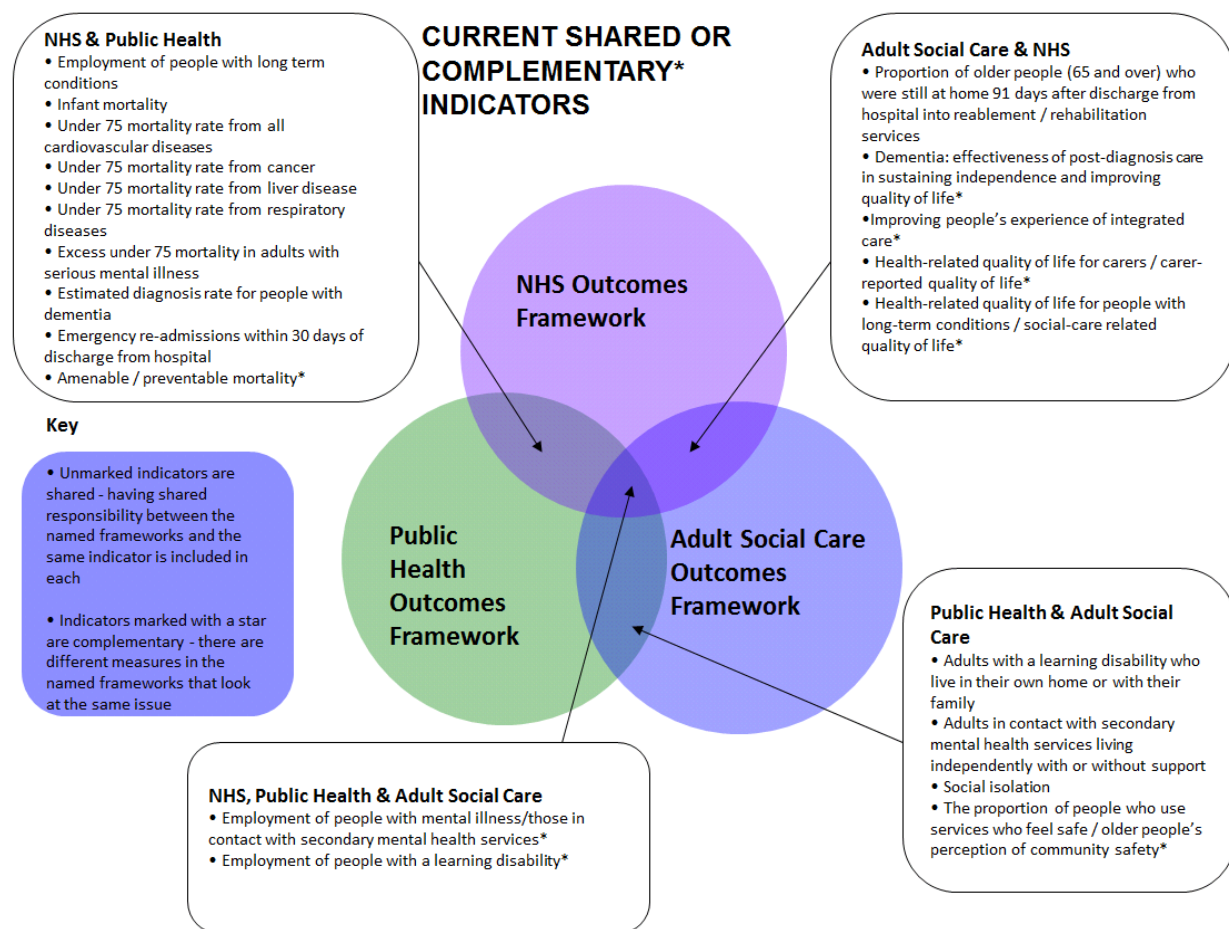 CURRENT SHARED OR
COMPLEMENTARY*
INDICATORS
NHS & Public Health
• Employment of people with long term
conditions
• Infant mortality
• Under 75 mortality rate from all
cardiovascular diseases
• Under 75 mortality rate from cancer
• Under 75 mortality rate from liver disease
• Under 75 mortality rate from respiratory
diseases
• Excess under 75 mortality in adults with
serious mental illness
• Estimated diagnosis rate for people with
dementia
• Emergency re-admissions within 30 days of
discharge from hospital
• Amenable / preventable mortality*
Adult Social Care & NHS
• Proportion of older people (65 and over) who
were still at home 91 days after discharge from
hospital into reablement / rehabilitation
services
• Dementia: effectiveness of post-diagnosis care
in sustaining independence and improving
quality of life*
•Improving people’s experience of integrated
care*
• Health-related quality of life for carers / carer-
reported quality of life*
• Health-related quality of life for people with
long-term conditions / social-care related
quality of life*
NHS Outcomes
Framework
Key
• Unmarked indicators are
shared - having shared
responsibility between the
named frameworks and the
same indicator is included in
each
• Indicators marked with a star
are complementary - there are
different measures in the
named frameworks that look
at the same issue
Public
Health
Outcomes
Framework
Adult Social Care
Outcomes
Framework
Public Health & Adult Social
Care
• Adults with a learning disability who
live in their own home or with their
family
• Adults in contact with secondary
mental health services living
independently with or without support
• Social isolation
• The proportion of people who use
services who feel safe / older people’s
perception of community safety*
NHS, Public Health & Adult Social Care
• Employment of people with mental illness/those in
contact with secondary mental health services*
• Employment of people with a learning disability*